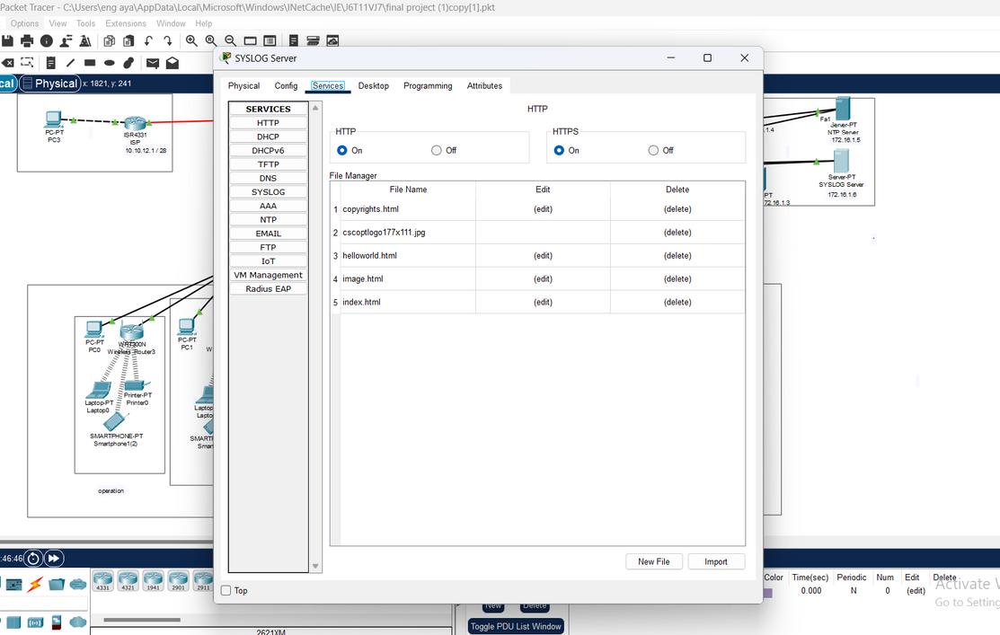 Packet Tracer - C:\Users\eng aya\AppData\Local\Microsoft\Windows\INetCache\IE\J6T11VJ7\final project (1)copy[1].pkt
Options View Tools Extensions Window Help
cal Physical x: 1821, y: 241
PC-PT
PC3
ISR4331
ISP
10.10.12.1 / 28
SYSLOG Server
Physical Config Services Desktop Programming Attributes
SERVICES
HTTP
DHCP
DHCPv6
TFTP
DNS
SYSLOG
AAA
NTP
EMAIL
FTP
IoT
VM Management
Radius EAP
HTTP
HTTP
On Off
HTTPS
On Off
File Manager
File Name Edit Delete
1 copyrights.html (edit) (delete)
2 cscoptlogo177x111.jpg (delete)
3 helloworld.html (edit) (delete)
4 image.html (edit) (delete)
5 index.html (edit) (delete)
New File Import
Top
Fa1
.1.4
Server-PT
NTP Server
172.16.1.5
Server-PT
SYSLOG Server
172.16.1.6
PT
72.16.1.3
PC-PT
PC0
WRT300N
Wireless Router3
PC-PT
PC1
W
Laptop-PT
Laptop0
Printer-PT
Printer0
SMARTPHONE-PT
Smartphone1(2)
Laptop
Lapto
SMART
Smar
operation
:46:46
4331 4321 1941 2901 2911
2621XM
New Delete
Toggle PDU List Window
Color Time(sec) Periodic Num Edit Delete
0.000 N 0 (edit)
Activate W
Go to Setting